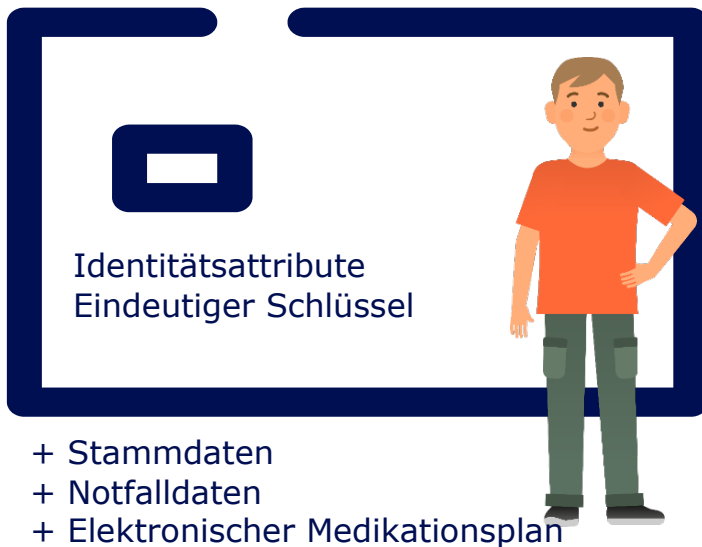 Identitätsattribute
Eindeutiger Schlüssel
+ Stammdaten
+ Notfalldaten
+ Elektronischer Medikationsplan